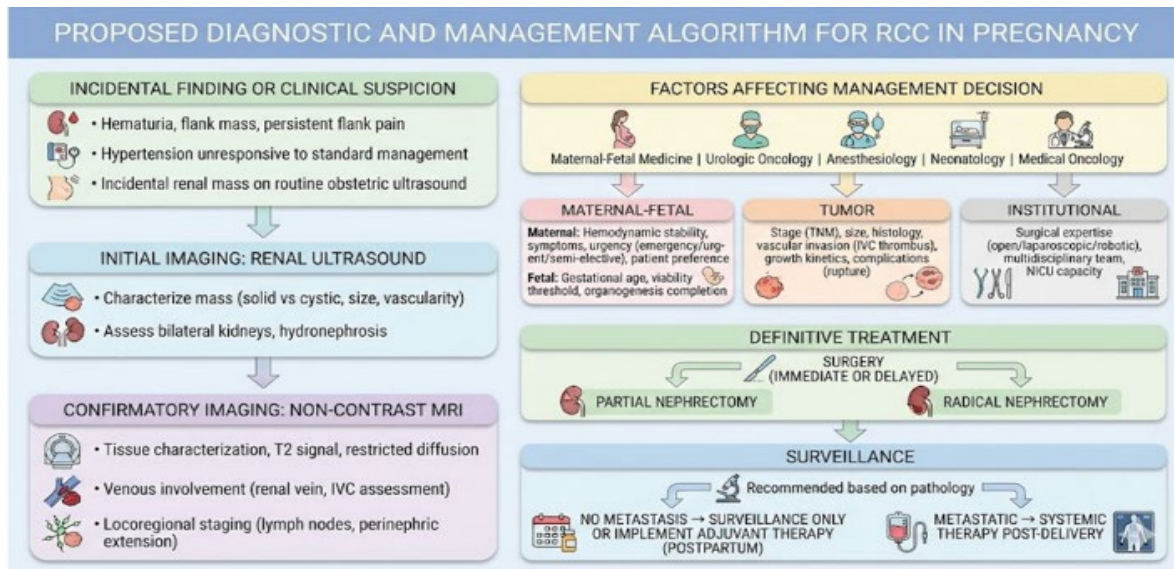 PROPOSED DIAGNOSTIC AND MANAGEMENT ALGORITHM FOR RCC IN PREGNANCY
INCIDENTAL FINDING OR CLINICAL SUSPICION
• Hematuria, flank mass, persistent flank pain
• Hypertension unresponsive to standard management
• Incidental renal mass on routine obstetric ultrasound
INITIAL IMAGING: RENAL ULTRASOUND
• Characterize mass (solid vs cystic, size, vascularity)
• Assess bilateral kidneys, hydronephrosis
CONFIRMATORY IMAGING: NON-CONTRAST MRI
• Tissue characterization, T2 signal, restricted diffusion
• Venous involvement (renal vein, IVC assessment)
• Locoregional staging (lymph nodes, perinephric
extension)
FACTORS AFFECTING MANAGEMENT DECISION
Maternal-Fetal Medicine | Urologic Oncology | Anesthesiology | Neonatology | Medical Oncology
MATERNAL-FETAL
Maternal: Hemodynamic stability,
symptoms, urgency (emergency/urg-
ent/semi-elective), patient preference
Fetal: Gestational age, viability
threshold, organogenesis completion
TUMOR
Stage (TNM), size, histology,
vascular invasion (IVC thrombus),
growth kinetics, complications
(rupture)
INSTITUTIONAL
Surgical expertise
(open/laparoscopic/robotic),
multidisciplinary team,
NICU capacity
DEFINITIVE TREATMENT
SURGERY
(IMMEDIATE OR DELAYED)
PARTIAL NEPHRECTOMY
RADICAL NEPHRECTOMY
SURVEILLANCE
Recommended based on pathology
NO METASTASIS → SURVEILLANCE ONLY
OR IMPLEMENT ADJUVANT THERAPY
(POSTPARTUM)
METASTATIC → SYSTEMIC
THERAPY POST-DELIVERY